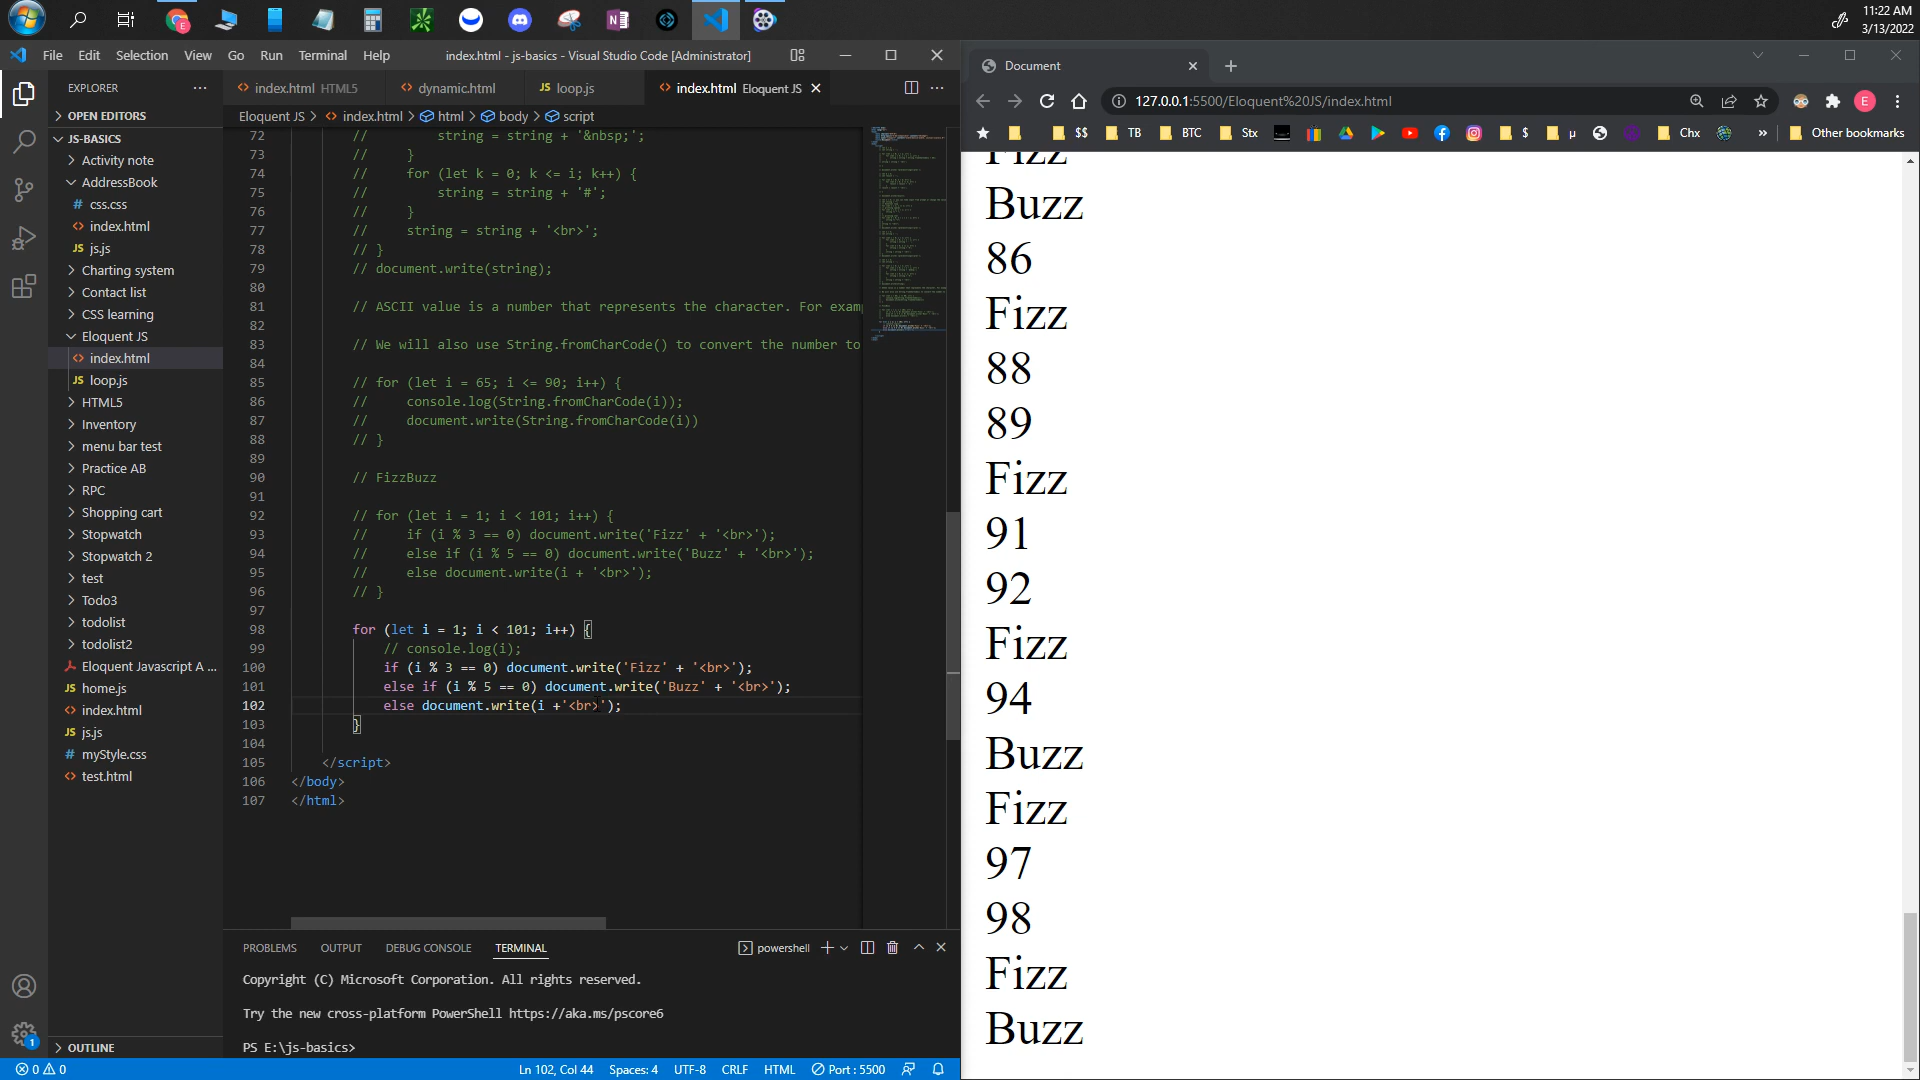 11:22 AM
3/13/2022
File Edit Selection View Go Run Terminal Help
index.html - js-basics - Visual Studio Code [Administrator]
EXPLORER
OPEN EDITORS
JS-BASICS
Activity note
AddressBook
# css.css
<> index.html
JS js.js
Charting system
Contact list
CSS learning
Eloquent JS
<> index.html
JS loop.js
HTML5
Inventory
menu bar test
Practice AB
RPC
Shopping cart
Stopwatch
Stopwatch 2
test
Todo3
todolist
todolist2
Eloquent Javascript A ...
JS home.js
<> index.html
JS js.js
# myStyle.css
<> test.html
OUTLINE
<> index.html HTML5
<> dynamic.html
JS loop.js
<> index.html Eloquent JS
Eloquent JS > <> index.html > html > body > script
72 // string = string + '&nbsp;';
73 // }
74 // for (let k = 0; k <= i; k++) {
75 // string = string + '#';
76 // }
77 // string = string + '<br>';
78 // }
79 // document.write(string);
80
81 // ASCII value is a number that represents the character. For exam
82
83 // We will also use String.fromCharCode() to convert the number to
84
85 // for (let i = 65; i <= 90; i++) {
86 // console.log(String.fromCharCode(i));
87 // document.write(String.fromCharCode(i))
88 // }
89
90 // FizzBuzz
91
92 // for (let i = 1; i < 101; i++) {
93 // if (i % 3 == 0) document.write('Fizz' + '<br>');
94 // else if (i % 5 == 0) document.write('Buzz' + '<br>');
95 // else document.write(i + '<br>');
96 // }
97
98 for (let i = 1; i < 101; i++) {
99 // console.log(i);
100 if (i % 3 == 0) document.write('Fizz' + '<br>');
101 else if (i % 5 == 0) document.write('Buzz' + '<br>');
102 else document.write(i +'<br>');
103 }
104
105 </script>
106 </body>
107 </html>
PROBLEMS OUTPUT DEBUG CONSOLE TERMINAL
powershell
Copyright (C) Microsoft Corporation. All rights reserved.
Try the new cross-platform PowerShell https://aka.ms/pscore6
PS E:\js-basics>
1
0 0
Ln 102, Col 44 Spaces: 4 UTF-8 CRLF HTML Port : 5500
Document
127.0.0.1:5500/Eloquent%20JS/index.html
E
$$ TB BTC Stx $ µ Chx » Other bookmarks
Fizz
Buzz
86
Fizz
88
89
Fizz
91
92
Fizz
94
Buzz
Fizz
97
98
Fizz
Buzz